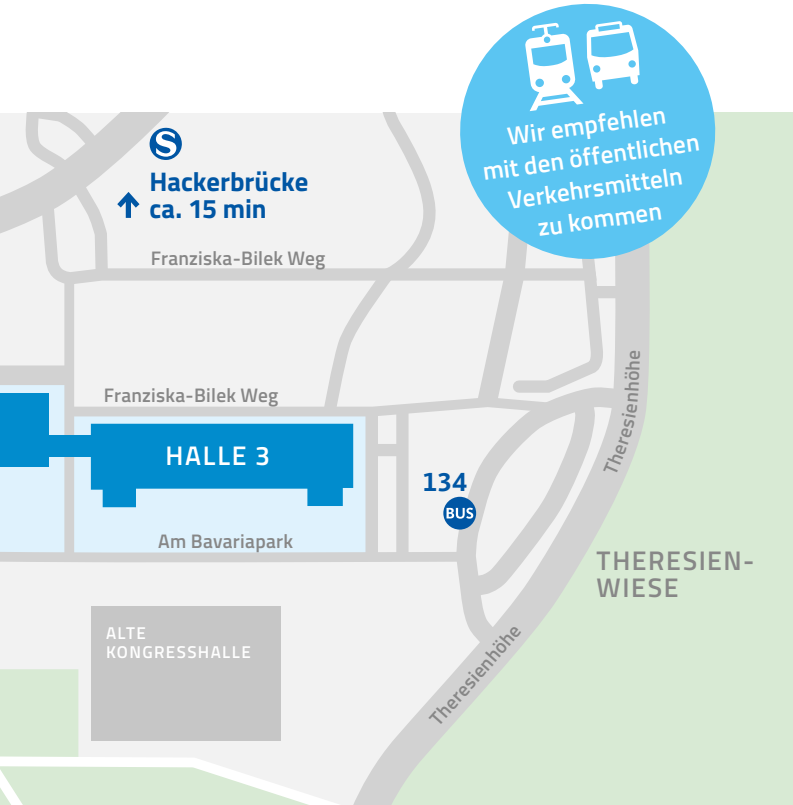 Wir empfehlen
mit den öffentlichen
Verkehrsmitteln
zu kommen
S
Hackerbrücke
ca. 15 min
Franziska-Bilek Weg
Franziska-Bilek Weg
Theresienhöhe
HALLE 3
134
BUS
Am Bavariapark
THERESIEN-
WIESE
ALTE
KONGRESSHALLE
Theresienhöhe